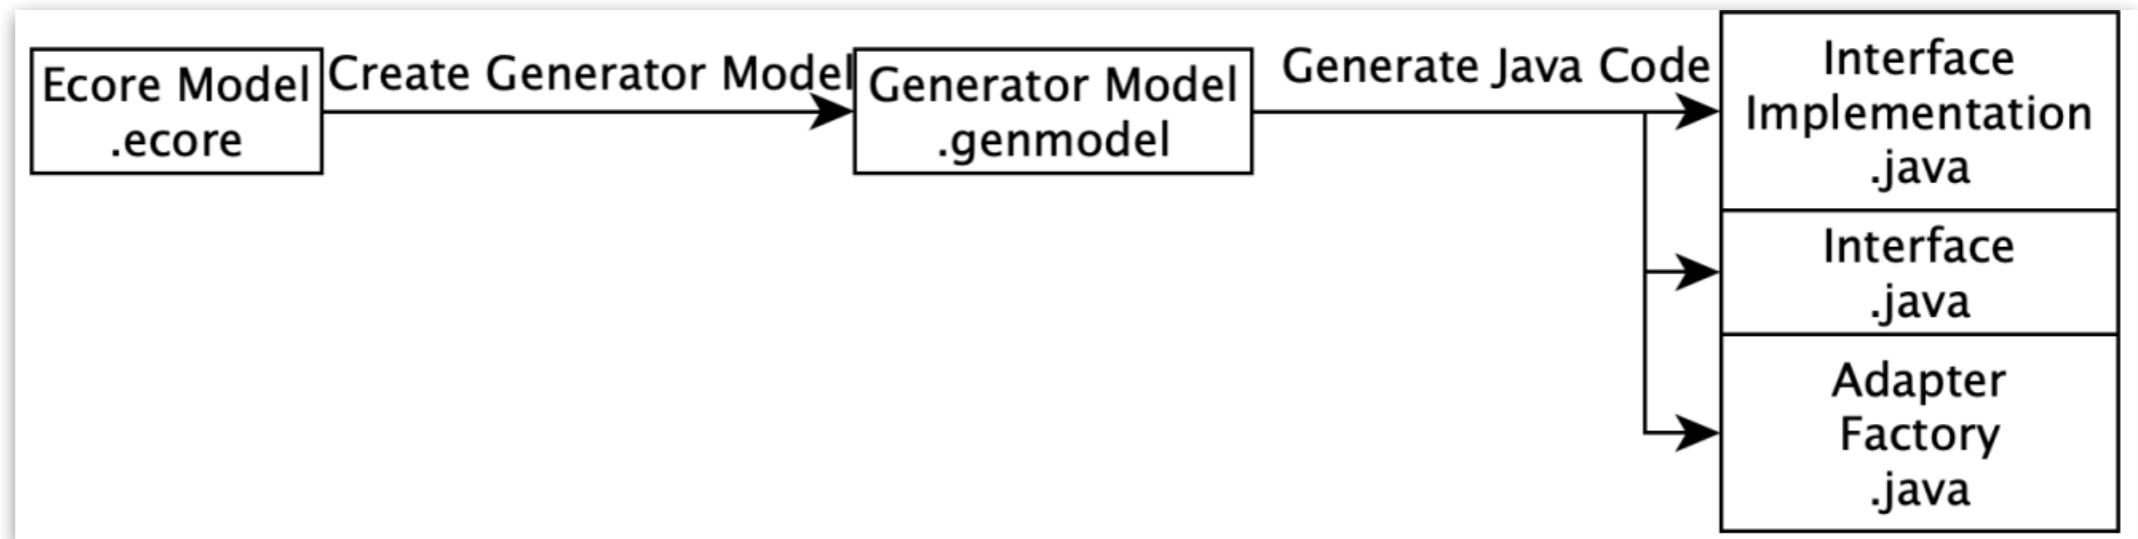 Ecore Model
.ecore
Create Generator Model
Generator Model
.genmodel
Generate Java Code
Interface
Implementation
.java
Interface
.java
Adapter
Factory
.java